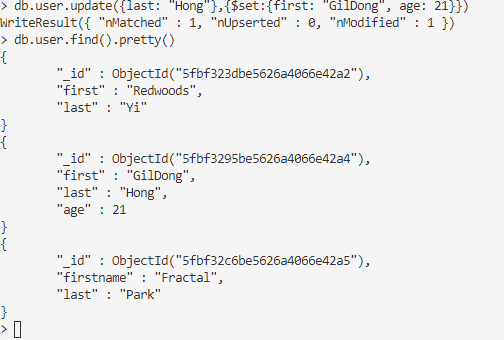 > db.user.update({last: "Hong"},{$set:{first: "GilDong", age: 21}})
WriteResult({ "nMatched" : 1, "nUpserted" : 0, "nModified" : 1 })
> db.user.find().pretty()
{
        "_id" : ObjectId("5fbf323dbe5626a4066e42a2"),
        "first" : "Redwoods",
        "last" : "Yi"
}
{
        "_id" : ObjectId("5fbf3295be5626a4066e42a4"),
        "first" : "GilDong",
        "last" : "Hong",
        "age" : 21
}
{
        "_id" : ObjectId("5fbf32c6be5626a4066e42a5"),
        "firstname" : "Fractal",
        "last" : "Park"
}
>